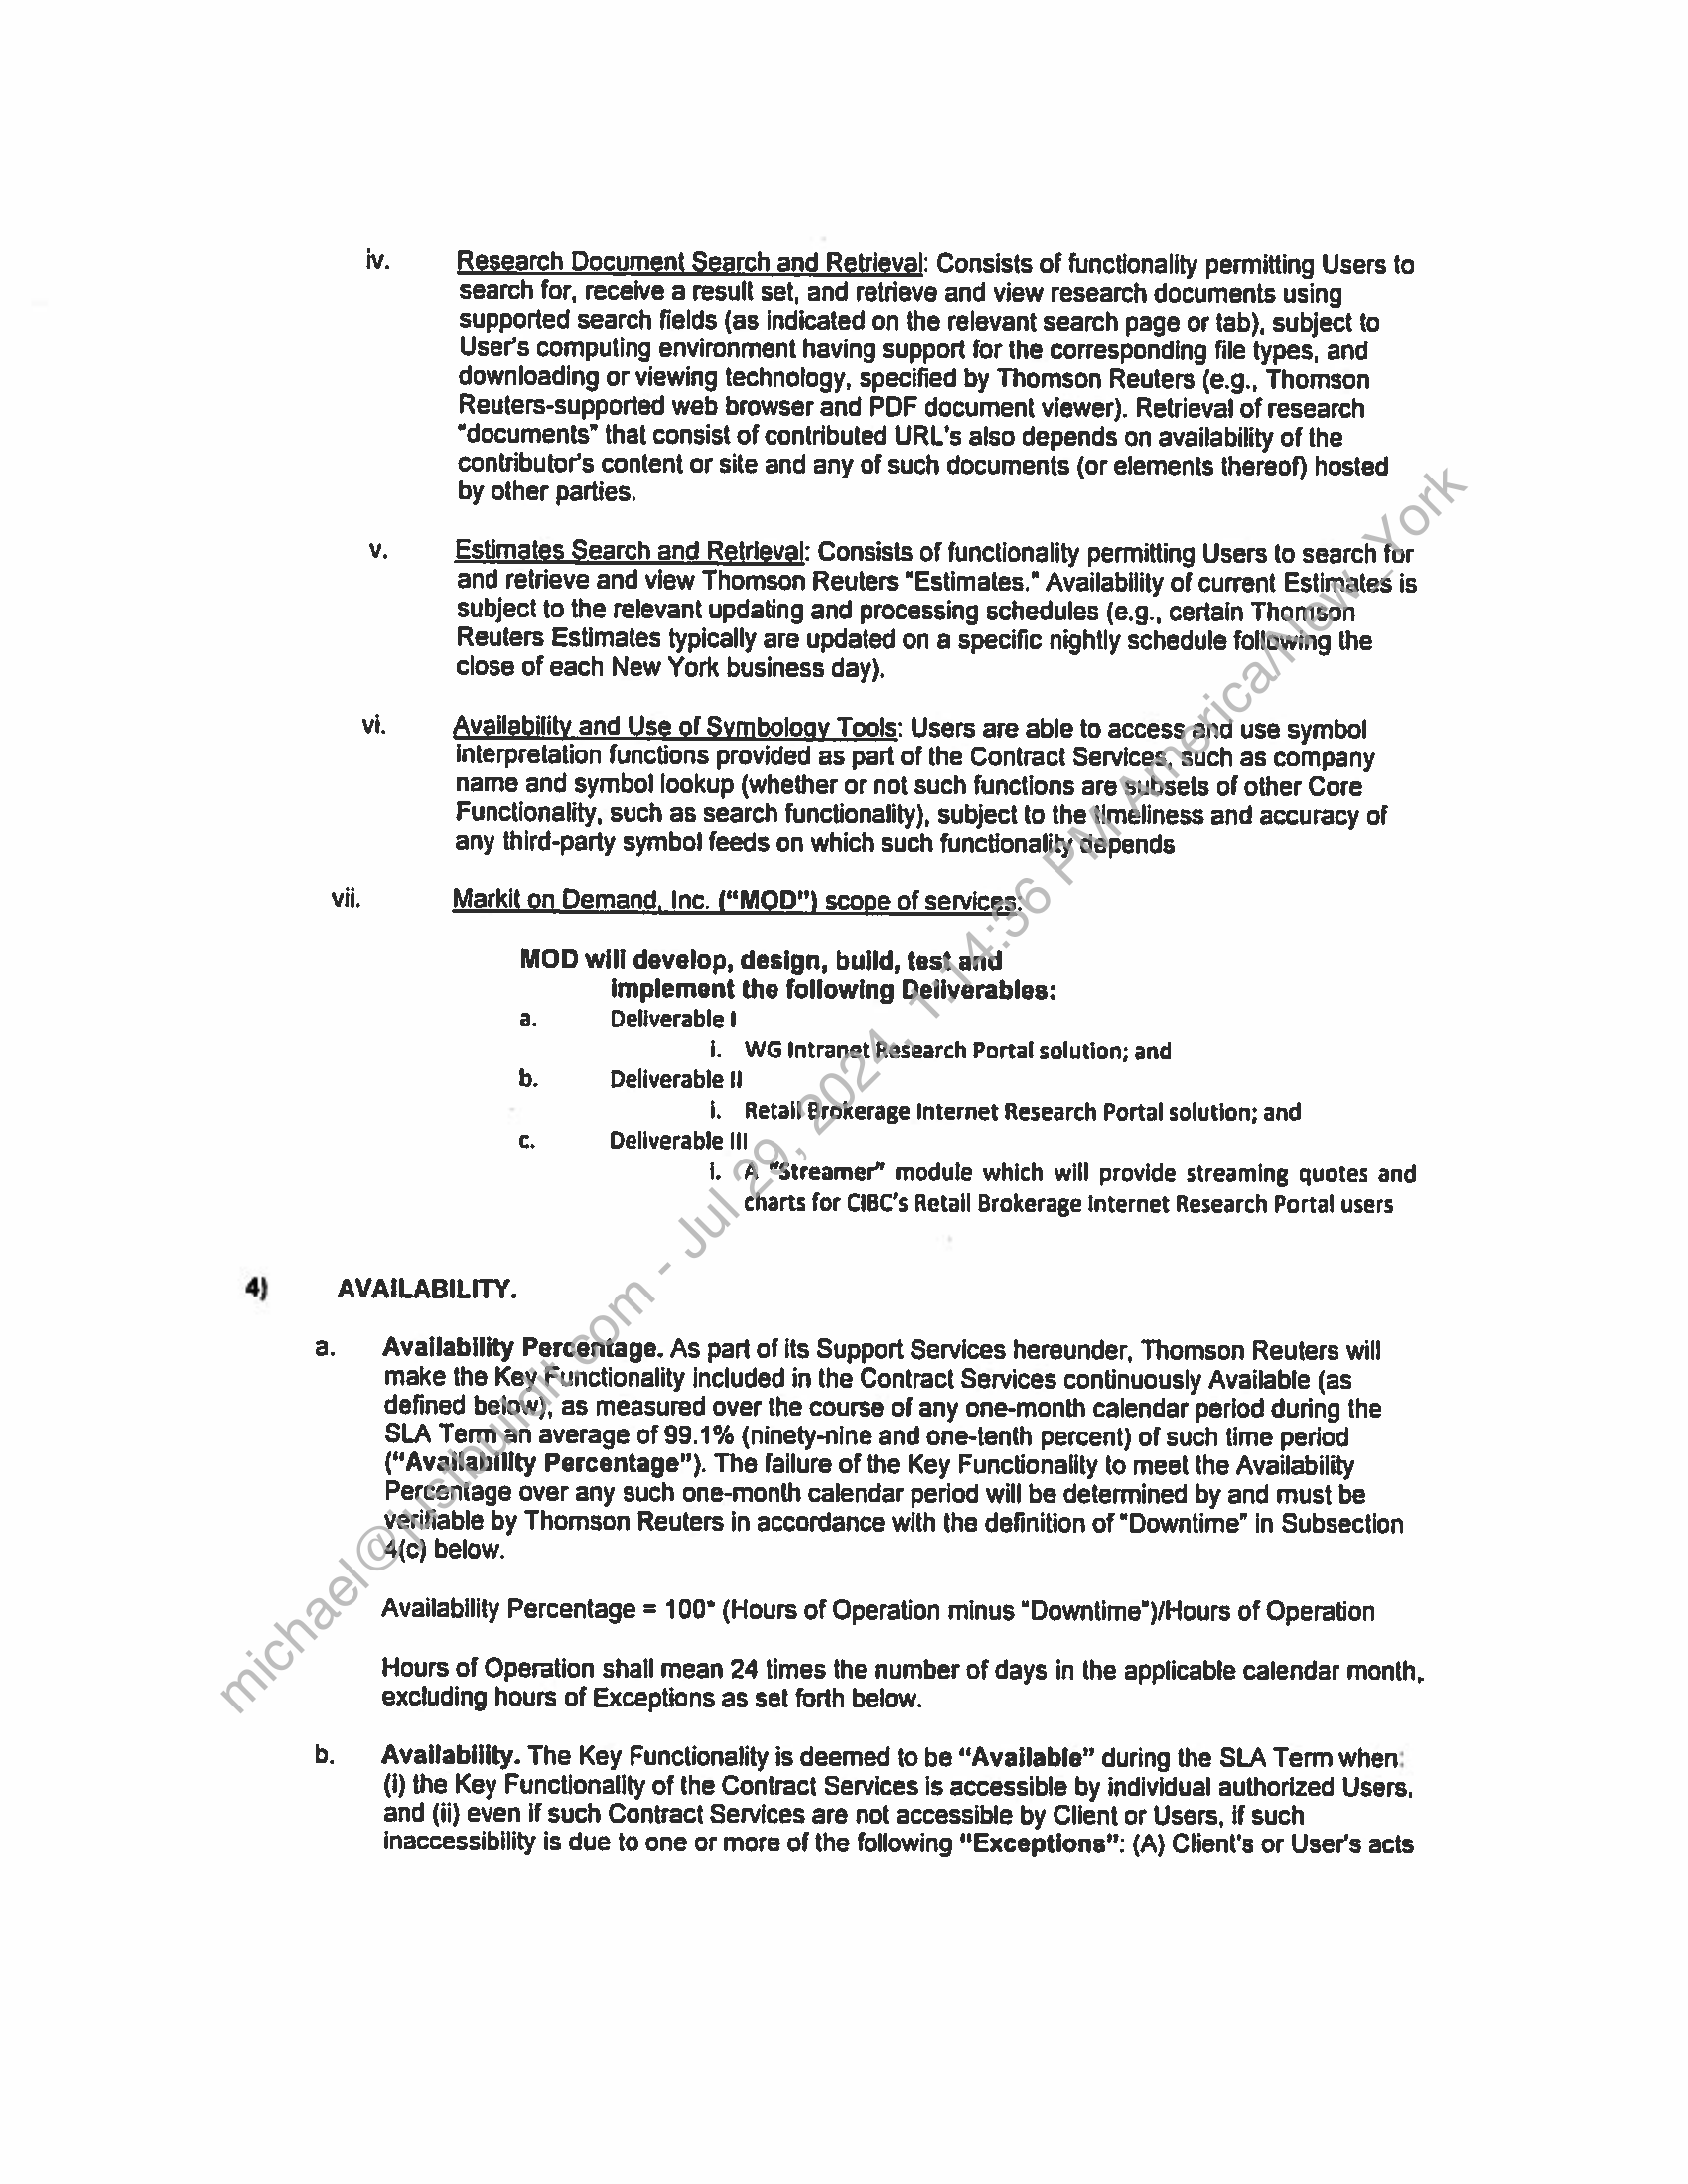 iv. Research Document Search and Retrieval: Consists of functionality permitting Users to
search for, receive a result set, and retrieve and view research documents using
supported search fields (as indicated on the relevant search page or tab), subject to
User's computing environment having support for the corresponding file types, and
downloading or viewing technology, specified by Thomson Reuters (e.g., Thomson
Reuters-supported web browser and PDF document viewer). Retrieval of research
"documents" that consist of contributed URL's also depends on availability of the
contributor's content or site and any of such documents (or elements thereof) hosted
by other parties.
v. Estimates Search and Retrieval: Consists of functionality permitting Users to search for
and retrieve and view Thomson Reuters "Estimates." Availability of current Estimates is
subject to the relevant updating and processing schedules (e.g., certain Thomson
Reuters Estimates typically are updated on a specific nightly schedule following the
close of each New York business day).
vi. Availability and Use of Symbology Tools: Users are able to access and use symbol
interpretation functions provided as part of the Contract Services, such as company
name and symbol lookup (whether or not such functions are subsets of other Core
Functionality, such as search functionality), subject to the timeliness and accuracy of
any third-party symbol feeds on which such functionality depends
vii. Markit on Demand, Inc. ("MOD") scope of services:
MOD will develop, design, build, test and
implement the following Deliverables:
a. Deliverable I
i. WG Intranet Research Portal solution; and
b. Deliverable II
i. Retail Brokerage Internet Research Portal solution; and
c. Deliverable III
i. A "Streamer" module which will provide streaming quotes and
charts for CIBC's Retail Brokerage Internet Research Portal users
4) AVAILABILITY.
a. Availability Percentage. As part of its Support Services hereunder, Thomson Reuters will
make the Key Functionality included in the Contract Services continuously Available (as
defined below), as measured over the course of any one-month calendar period during the
SLA Term an average of 99.1% (ninety-nine and one-tenth percent) of such time period
("Availability Percentage"). The failure of the Key Functionality to meet the Availability
Percentage over any such one-month calendar period will be determined by and must be
verifiable by Thomson Reuters in accordance with the definition of "Downtime" in Subsection
4(c) below.
Availability Percentage = 100* (Hours of Operation minus "Downtime")/Hours of Operation
Hours of Operation shall mean 24 times the number of days in the applicable calendar month,
excluding hours of Exceptions as set forth below.
b. Availability. The Key Functionality is deemed to be "Available" during the SLA Term when:
(i) the Key Functionality of the Contract Services is accessible by individual authorized Users,
and (ii) even if such Contract Services are not accessible by Client or Users, if such
inaccessibility is due to one or more of the following "Exceptions": (A) Client's or User's acts
michael@justbuildit.com - Jul 29, 2024, 1:14:36 PM America/New_York